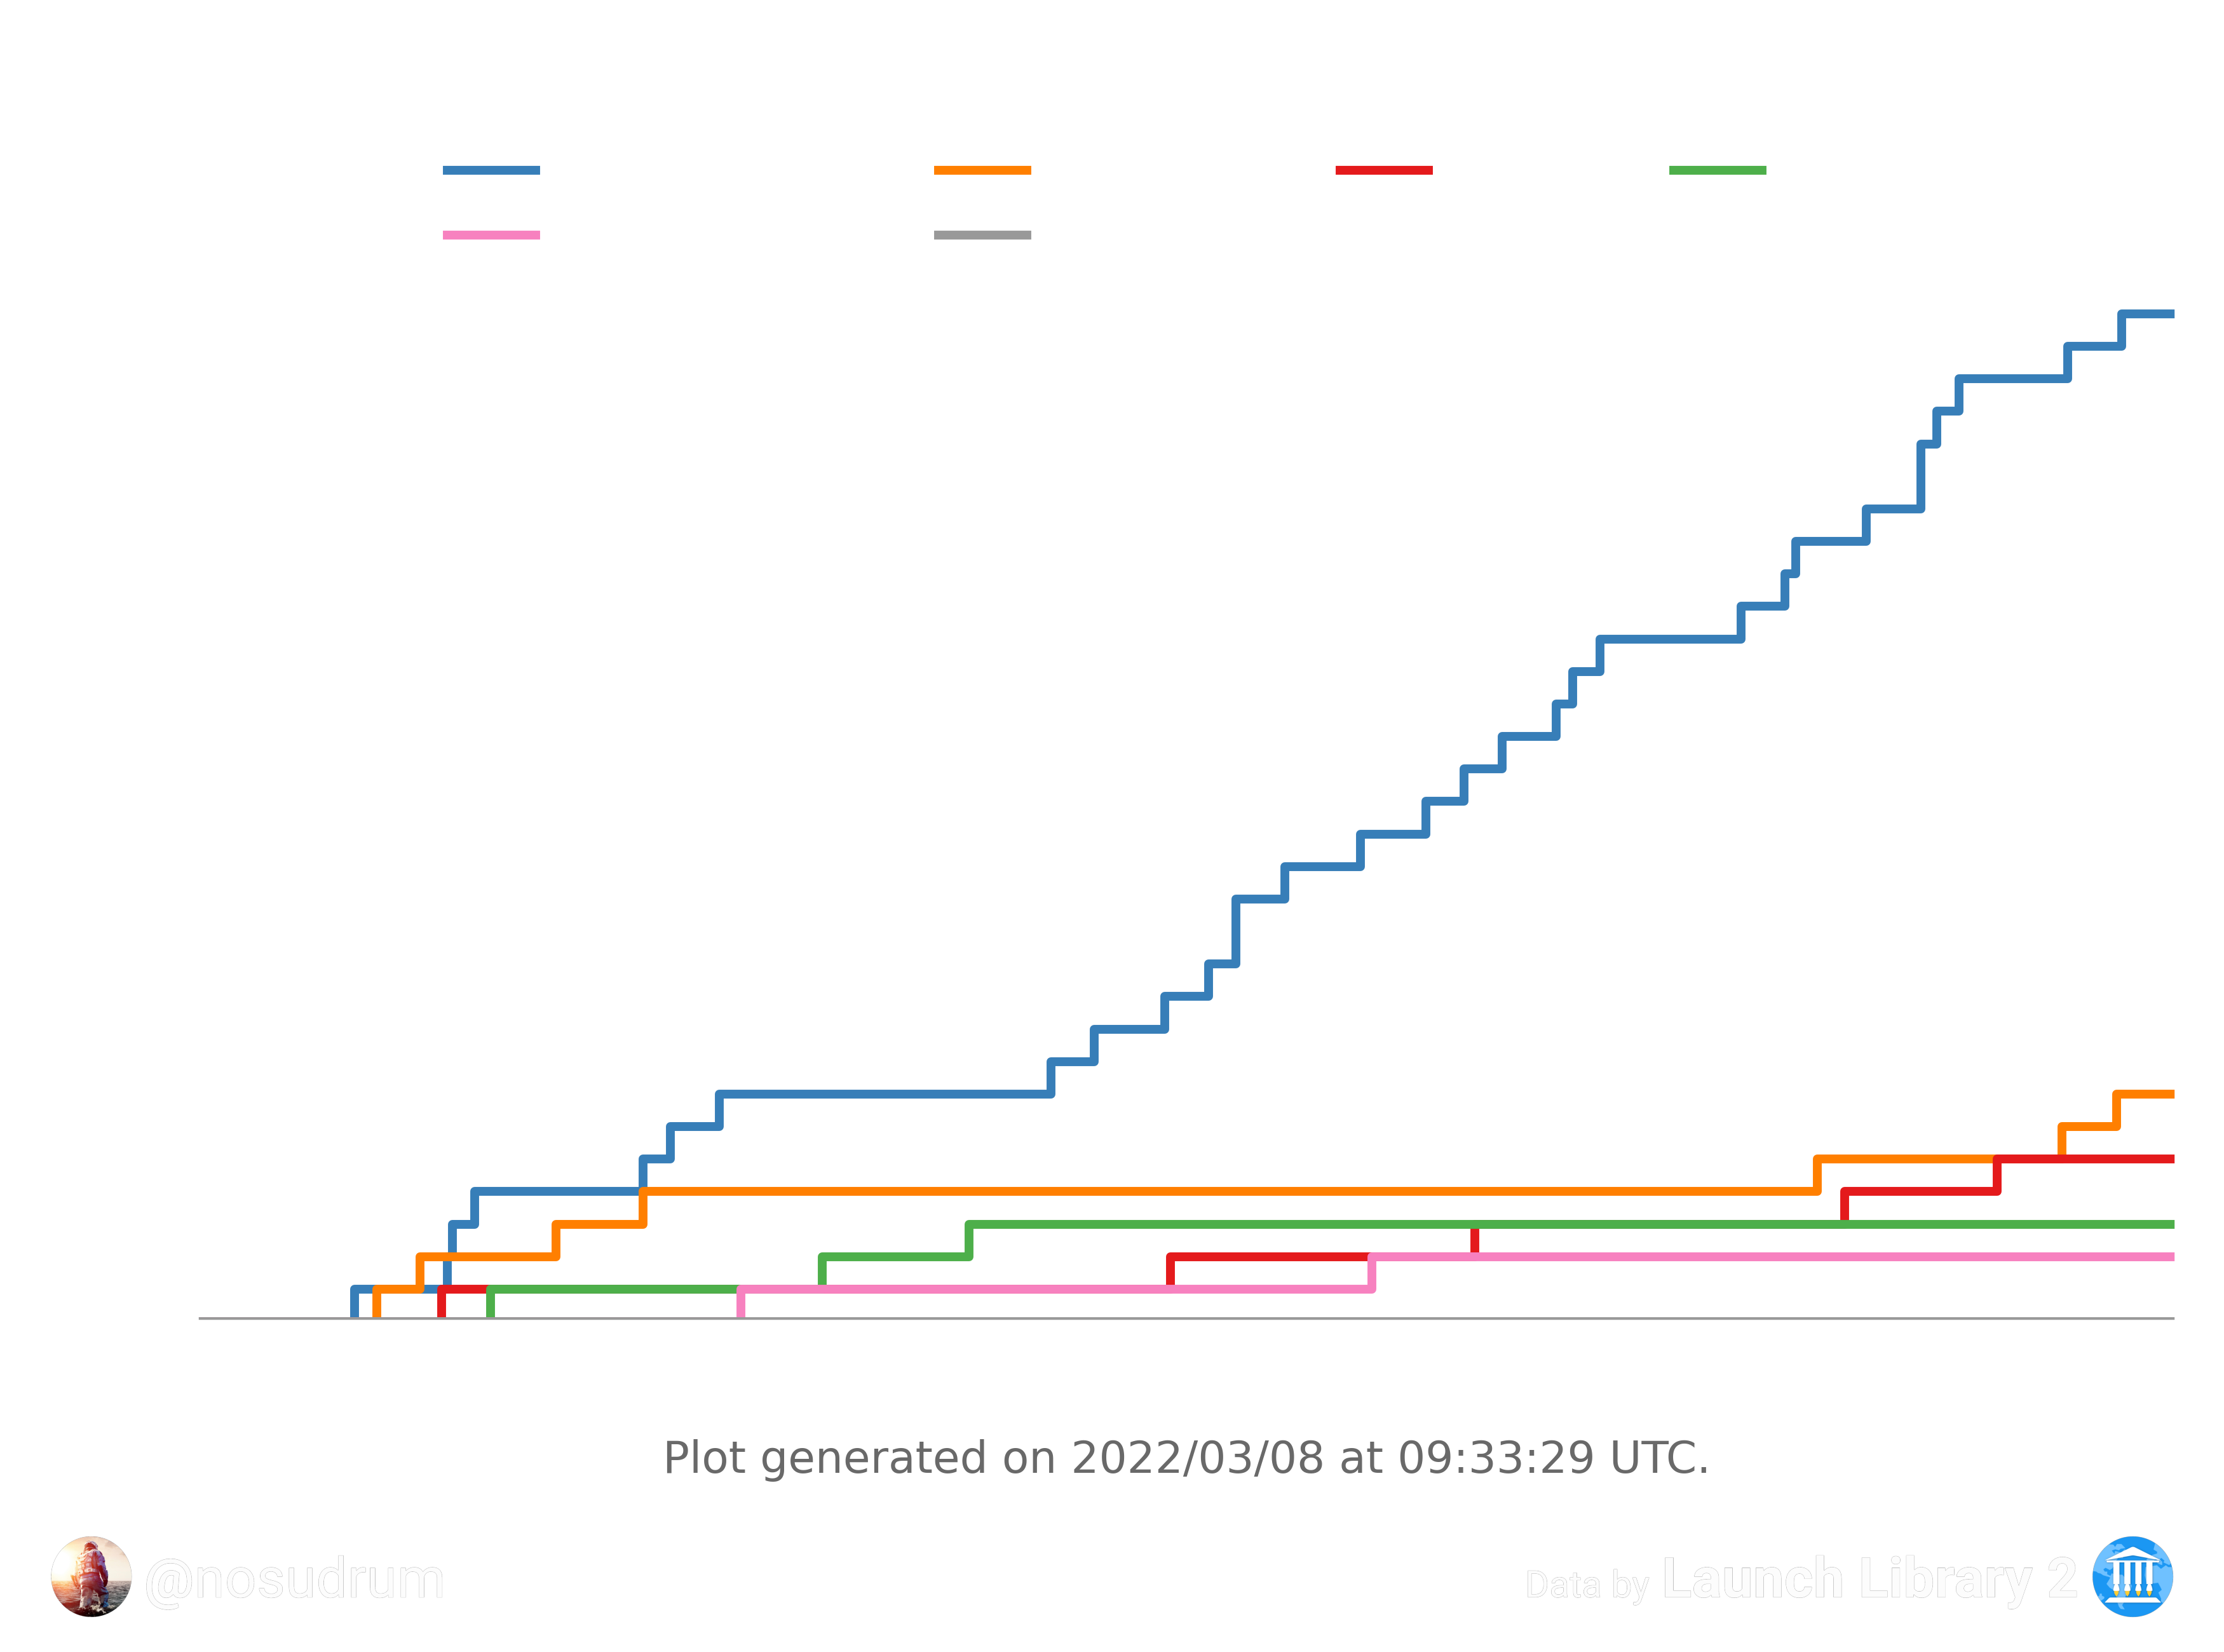 Plot generated on 2022/03/08 at 09:33:29 UTC.
@nosudrum
Data by Launch Library 2